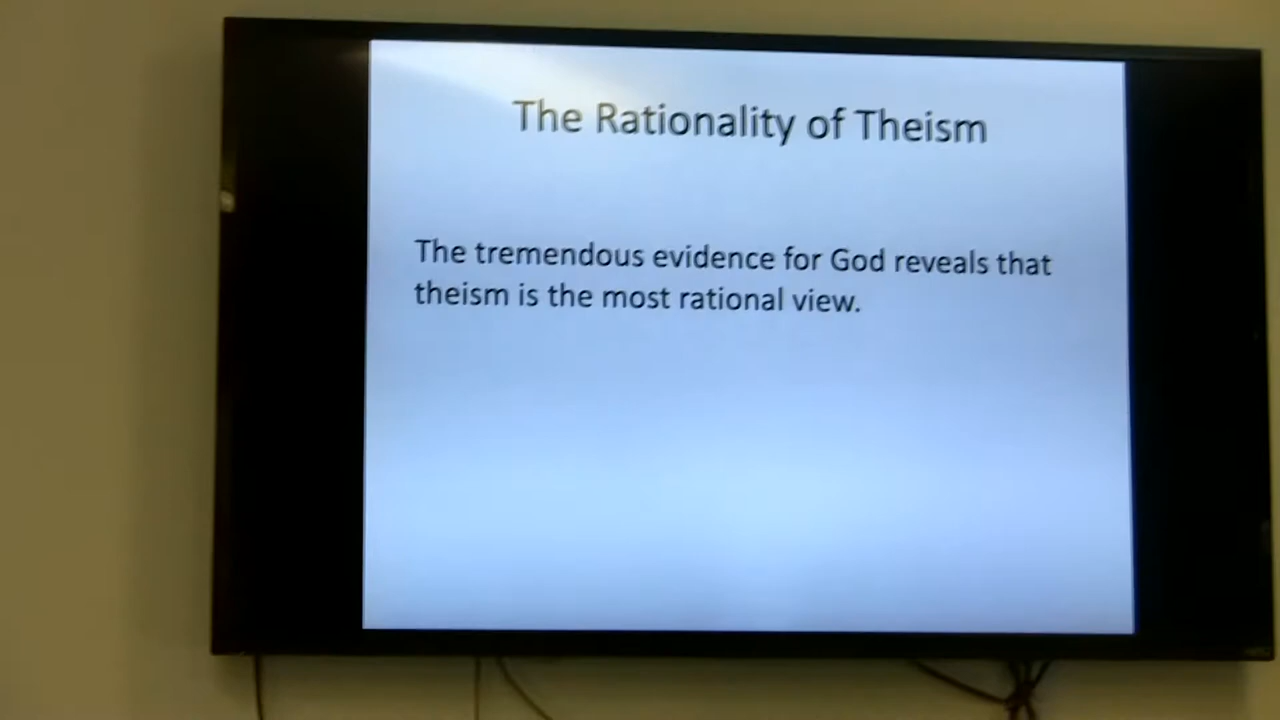 The Rationality of Theism
The tremendous evidence for God reveals that
theism is the most rational view.